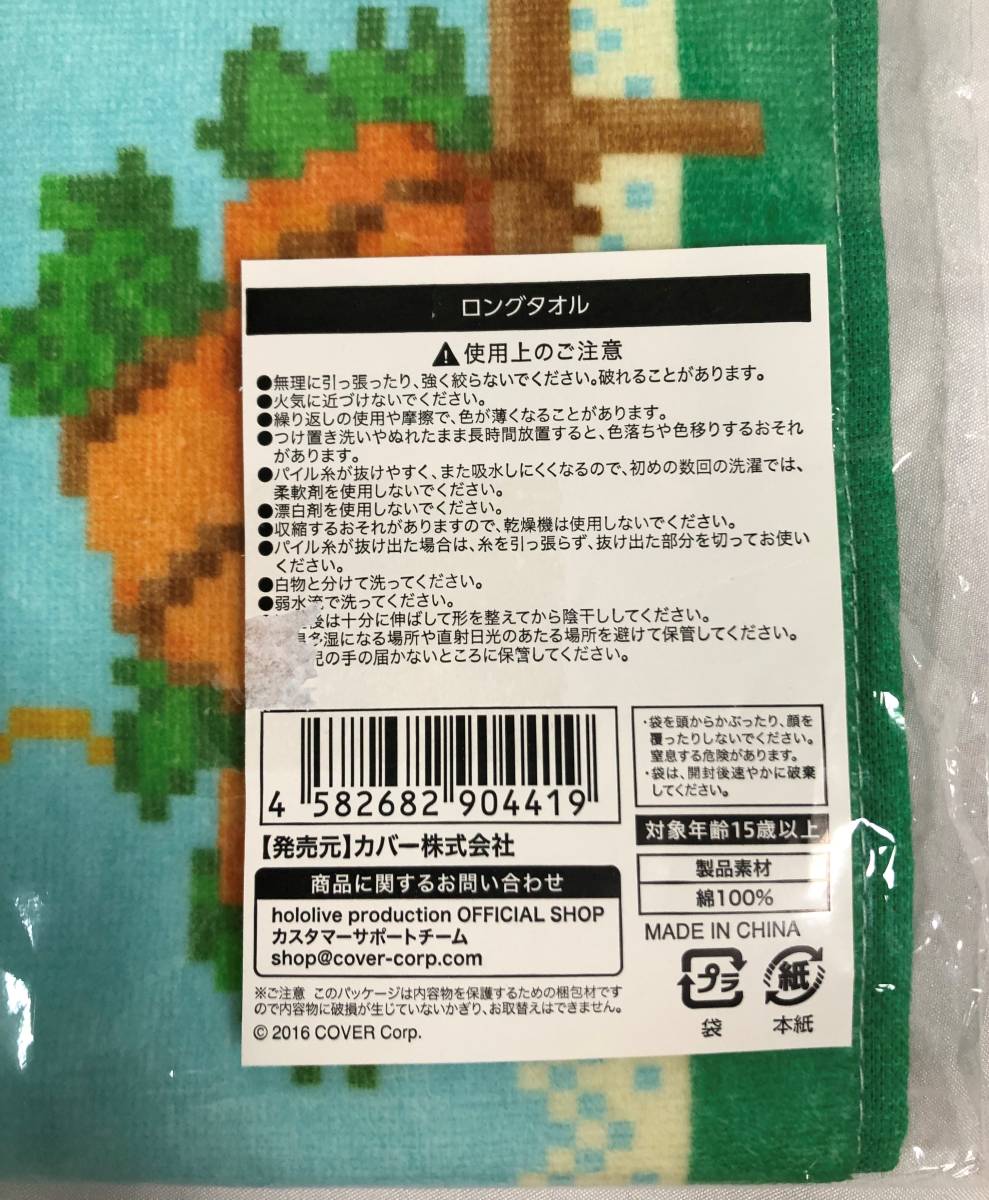 ロングタオル
使用上のご注意
●無理に引っ張ったり、強く絞らないでください。破れることがあります。
●火気に近づけないでください。
●繰り返しの使用や摩擦で、色が薄くなることがあります。
●つけ置き洗いやぬれたまま長時間放置すると、色落ちや色移りするおそれ
があります。
●パイル糸が抜けやすく、また吸水しにくくなるので、初めの数回の洗濯では、
柔軟剤を使用しないでください。
●漂白剤を使用しないでください。
●収縮するおそれがありますので、乾燥機は使用しないでください。
●パイル糸が抜け出た場合は、糸を引っ張らず、抜け出た部分を切ってお使い
ください。
●白物と分けて洗ってください。
●弱水流で洗ってください。
後は十分に伸ばして形を整えてから陰干ししてください。
多湿になる場所や直射日光のあたる場所を避けて保管してください。
児の手の届かないところに保管してください。
4 582682 904419
・袋を頭からかぶったり、顔を
覆ったりしないでください。
窒息する危険があります。
・袋は、開封後速やかに破棄
してください。
【発売元】カバー株式会社
商品に関するお問い合わせ
hololive production OFFICIAL SHOP
カスタマーサポートチーム
shop@cover-corp.com
対象年齢15歳以上
製品素材
綿100%
MADE IN CHINA
プラ
袋
紙
本紙
※ご注意 このパッケージは内容物を保護するための梱包材です
ので内容物に破損が生じていないかぎり、お取替えはできません。
© 2016 COVER Corp.